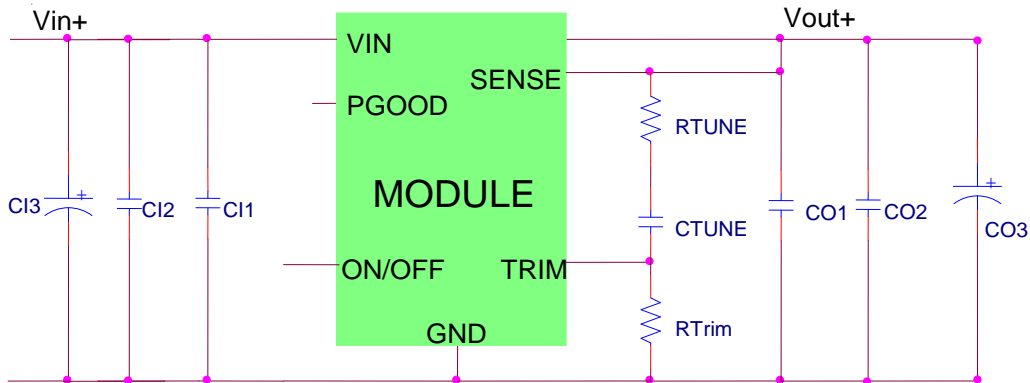 Vin+
Vout+
VIN
SENSE
PGOOD
RTUNE
MODULE
CI3
+
CI2
CI1
CTUNE
CO1
CO2
+
CO3
ON/OFF
TRIM
GND
RTrim